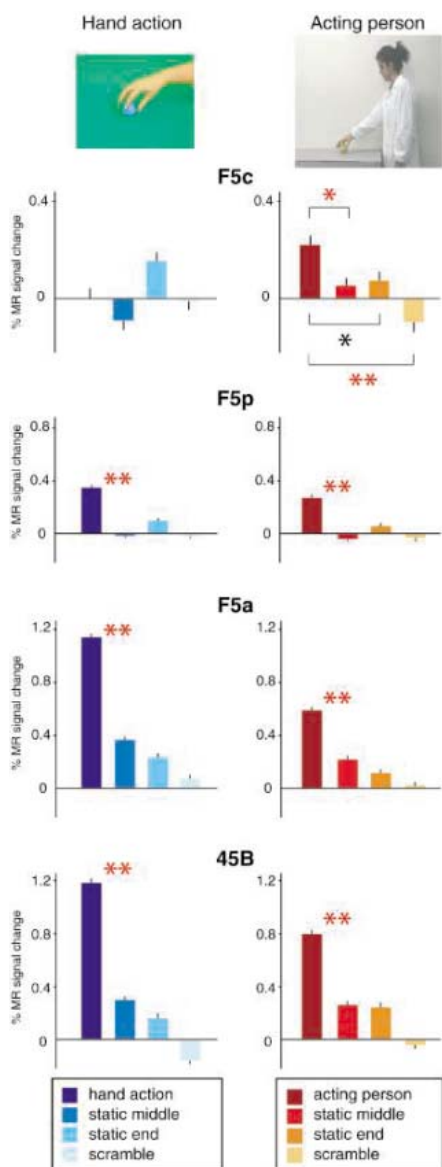 Hand action Acting person
F5c
% MR signal change
0.4
0
*
*
**
F5p
% MR signal change
0.8
0.4
0
**
0.8
0.4
0
**
F5a
% MR signal change
1.2
0.8
0.4
0
**
1.2
0.8
0.4
0
**
45B
% MR signal change
1.2
0.8
0.4
0
**
1.2
0.8
0.4
0
**
hand action
static middle
static end
scramble
acting person
static middle
static end
scramble